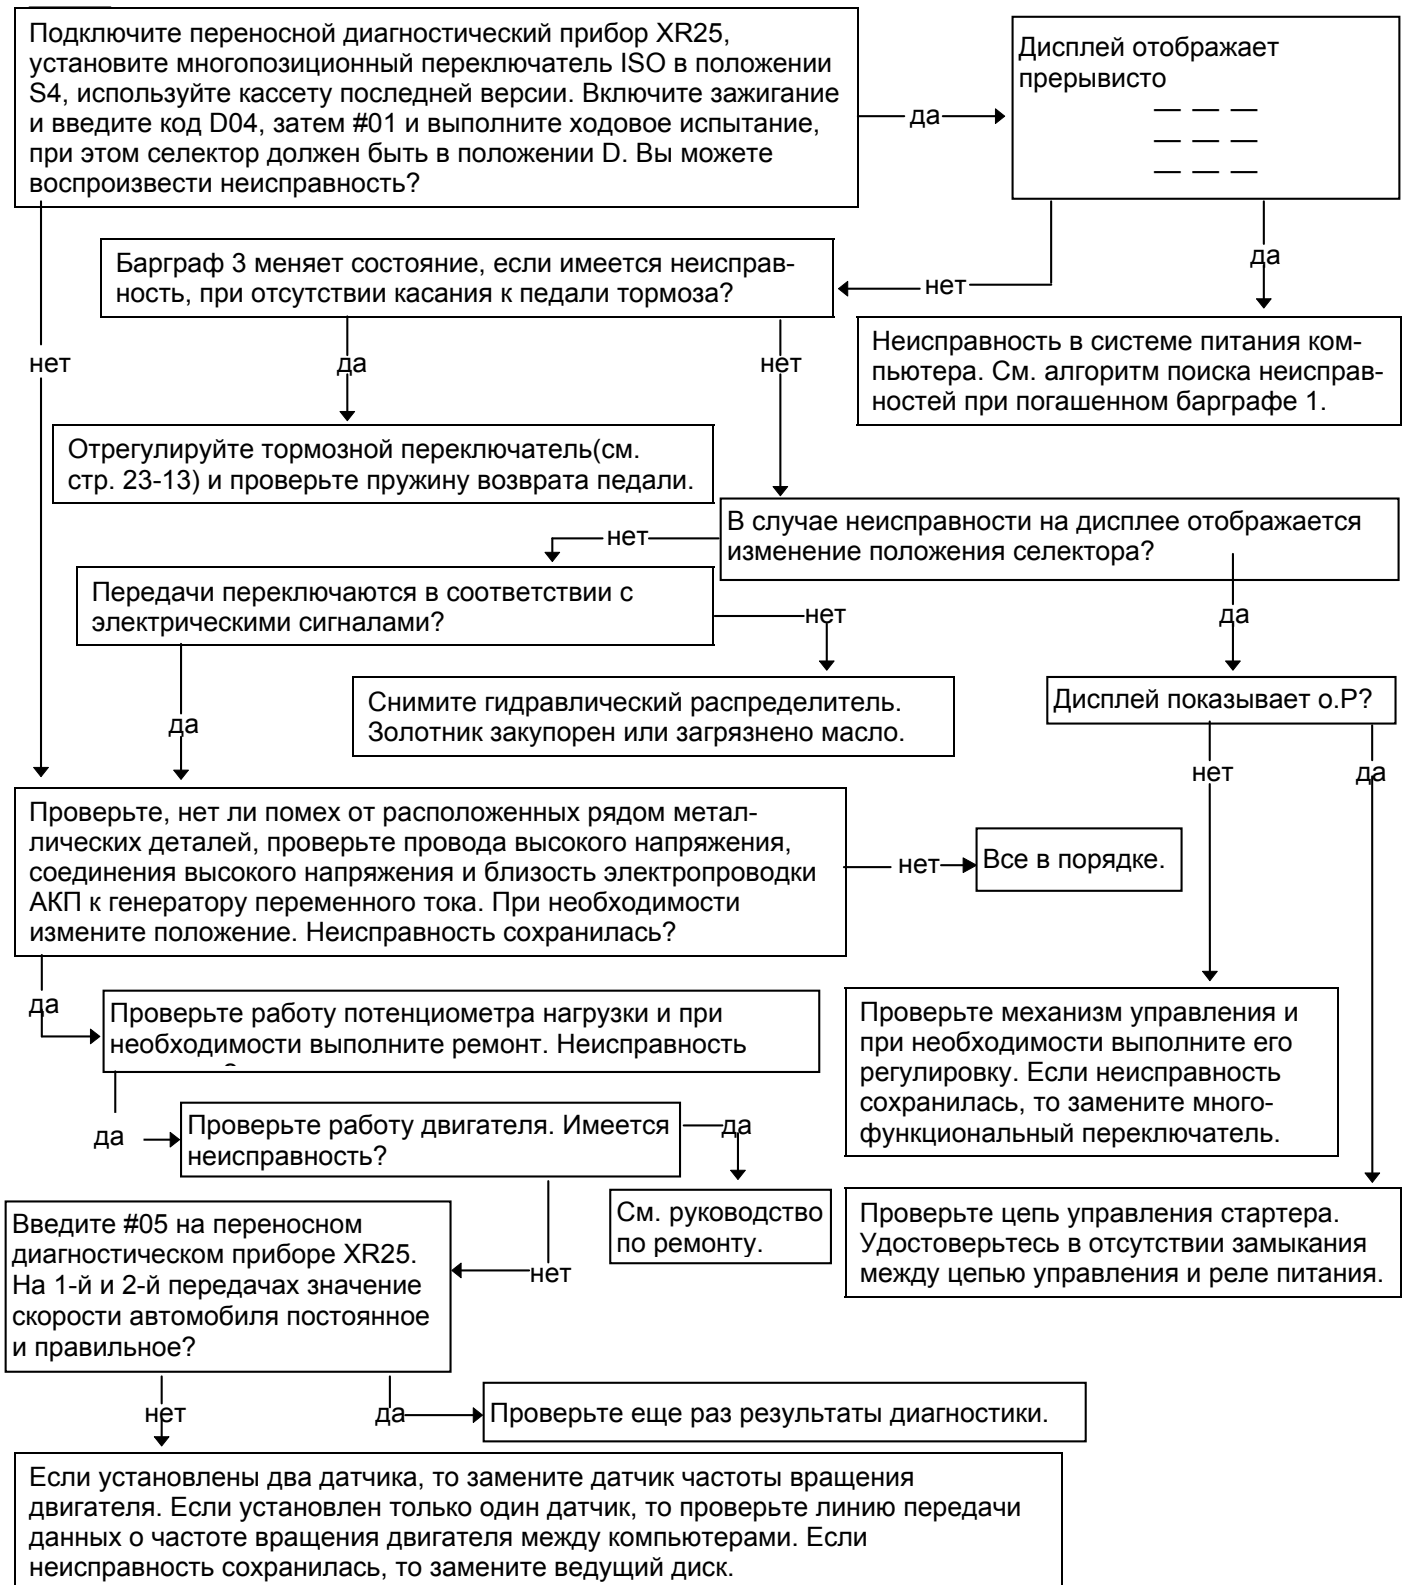 Подключите переносной диагностический прибор XR25,
установите многопозиционный переключатель ISO в положении
S4, используйте кассету последней версии. Включите зажигание
и введите код D04, затем #01 и выполните ходовое испытание,
при этом селектор должен быть в положении D. Вы можете
воспроизвести неисправность?
да
Дисплей отображает
прерывисто
— — —
— — —
— — —
нет
да
Барграф 3 меняет состояние, если имеется неисправ-
ность, при отсутствии касания к педали тормоза?
нет
да
нет
Неисправность в системе питания ком-
пьютера. См. алгоритм поиска неисправ-
ностей при погашенном барграфе 1.
Отрегулируйте тормозной переключатель(см.
стр. 23-13) и проверьте пружину возврата педали.
В случае неисправности на дисплее отображается
изменение положения селектора?
нет
да
Передачи переключаются в соответствии с
электрическими сигналами?
нет
да
Снимите гидравлический распределитель.
Золотник закупорен или загрязнено масло.
Дисплей показывает о.Р?
нет
да
Проверьте, нет ли помех от расположенных рядом метал-
лических деталей, проверьте провода высокого напряжения,
соединения высокого напряжения и близость электропроводки
АКП к генератору переменного тока. При необходимости
измените положение. Неисправность сохранилась?
нет
Все в порядке.
да
Проверьте работу потенциометра нагрузки и при
необходимости выполните ремонт. Неисправность
Проверьте механизм управления и
при необходимости выполните его
регулировку. Если неисправность
сохранилась, то замените много-
функциональный переключатель.
да
Проверьте работу двигателя. Имеется
неисправность?
да
См. руководство
по ремонту.
нет
Проверьте цепь управления стартера.
Удостоверьтесь в отсутствии замыкания
между цепью управления и реле питания.
Введите #05 на переносном
диагностическом приборе XR25.
На 1-й и 2-й передачах значение
скорости автомобиля постоянное
и правильное?
нет
да
Проверьте еще раз результаты диагностики.
Если установлены два датчика, то замените датчик частоты вращения
двигателя. Если установлен только один датчик, то проверьте линию передачи
данных о частоте вращения двигателя между компьютерами. Если
неисправность сохранилась, то замените ведущий диск.